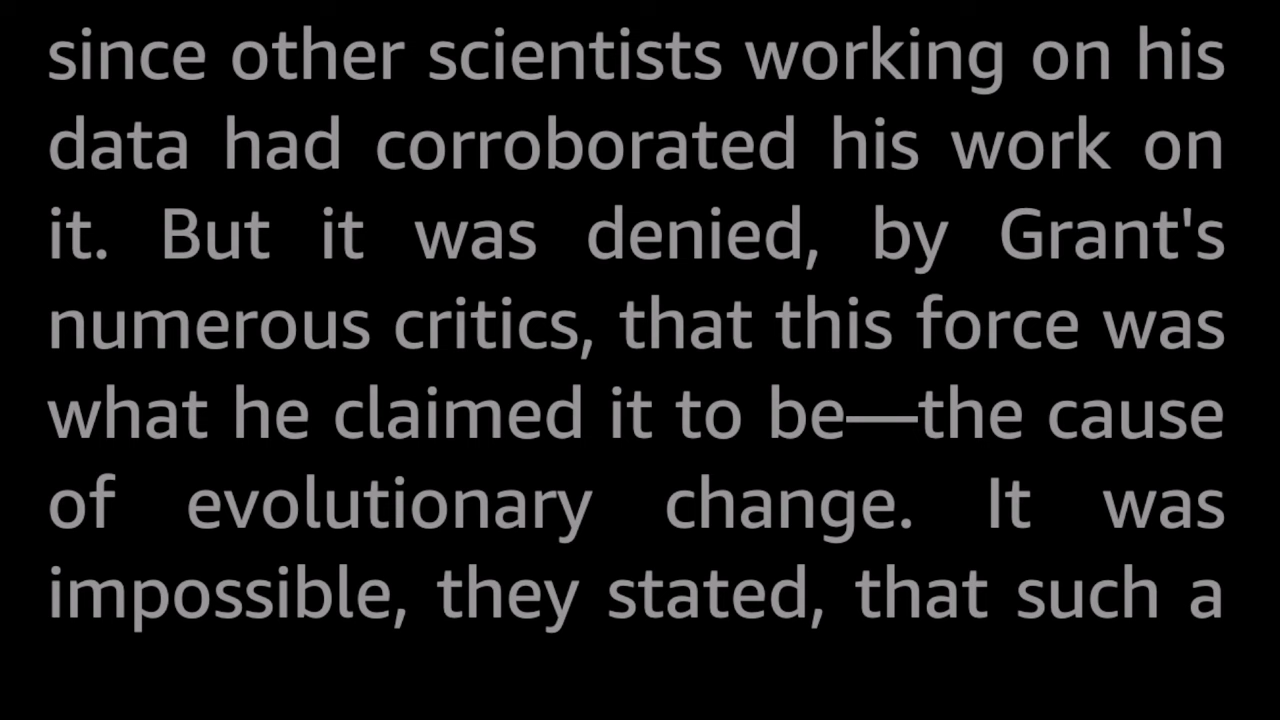 since other scientists working on his
data had corroborated his work on
it. But it was denied, by Grant's
numerous critics, that this force was
what he claimed it to be—the cause
of evolutionary change. It was
impossible, they stated, that such a